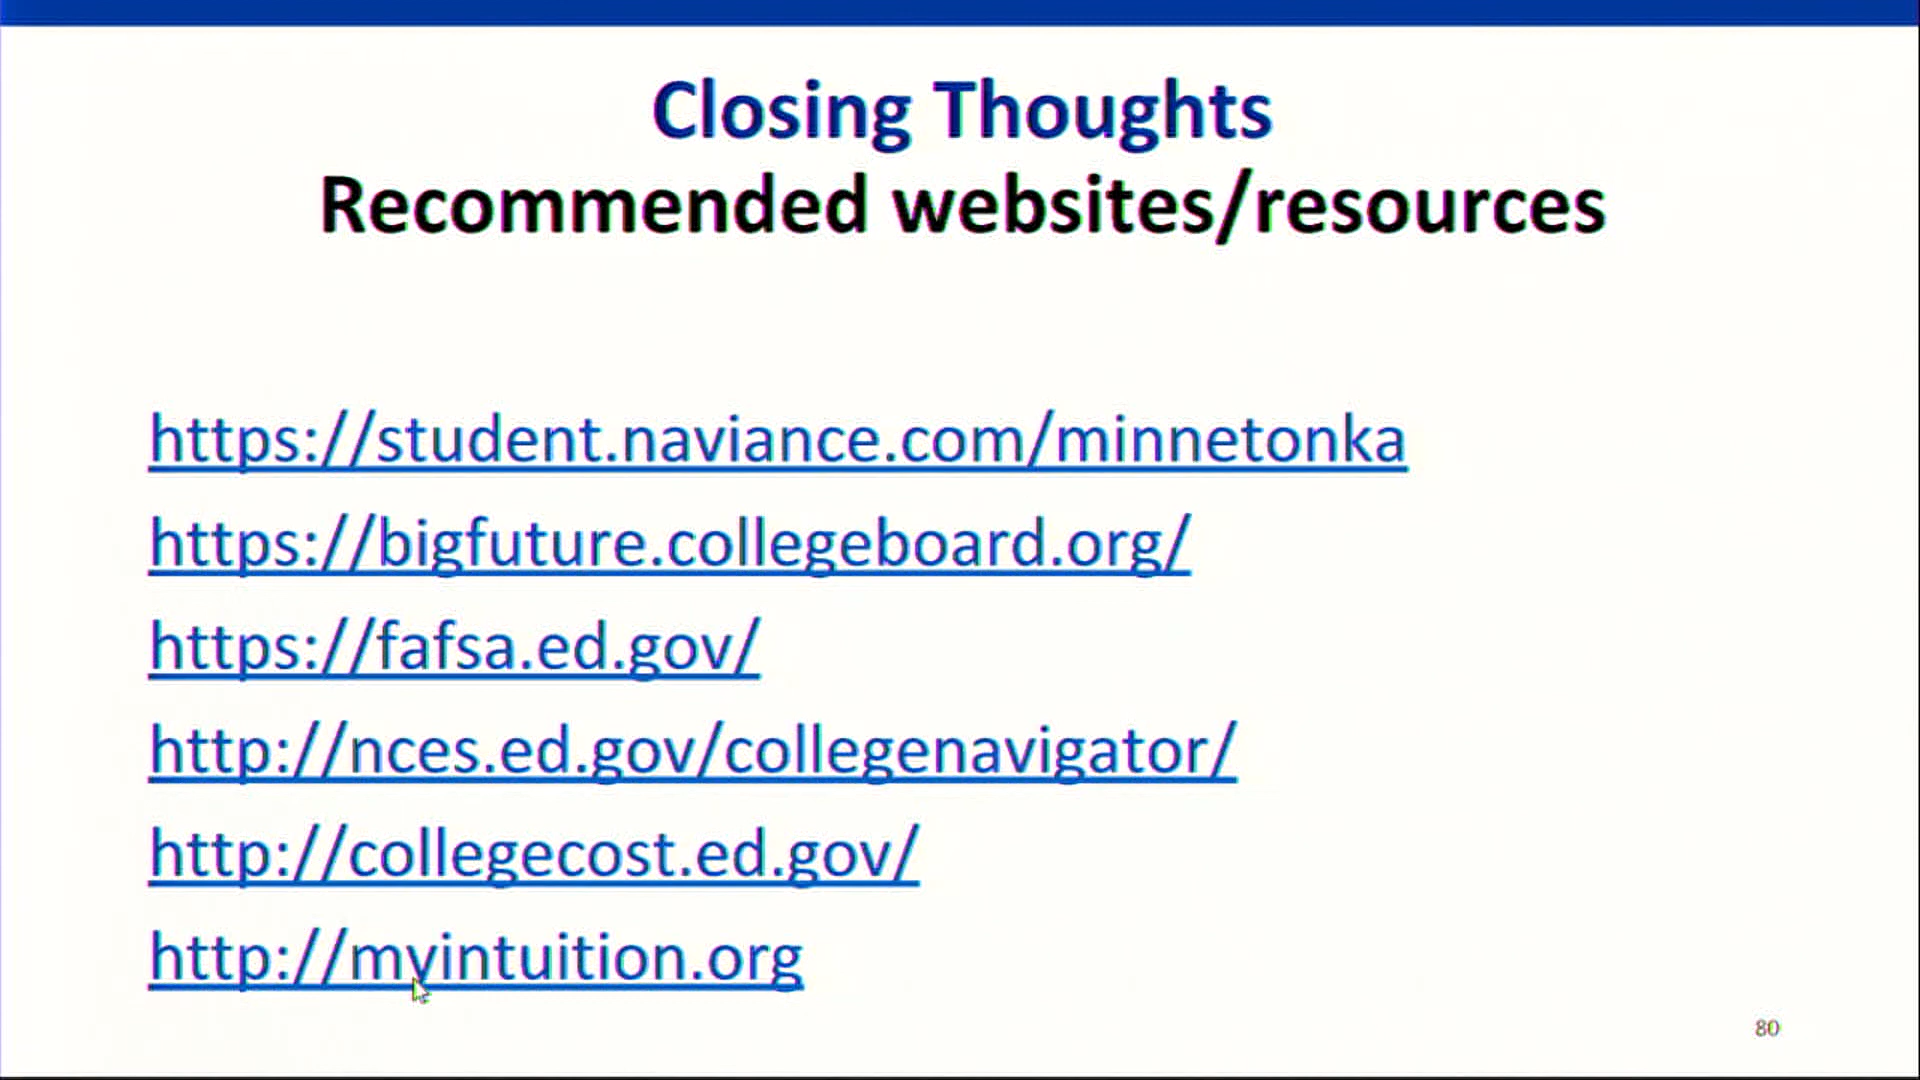 Closing Thoughts
Recommended websites/resources
https://student.naviance.com/minnetonka
https://bigfuture.collegeboard.org/
https://fafsa.ed.gov/
http://nces.ed.gov/collegenavigator/
http://collegecost.ed.gov/
http://myintuition.org
80